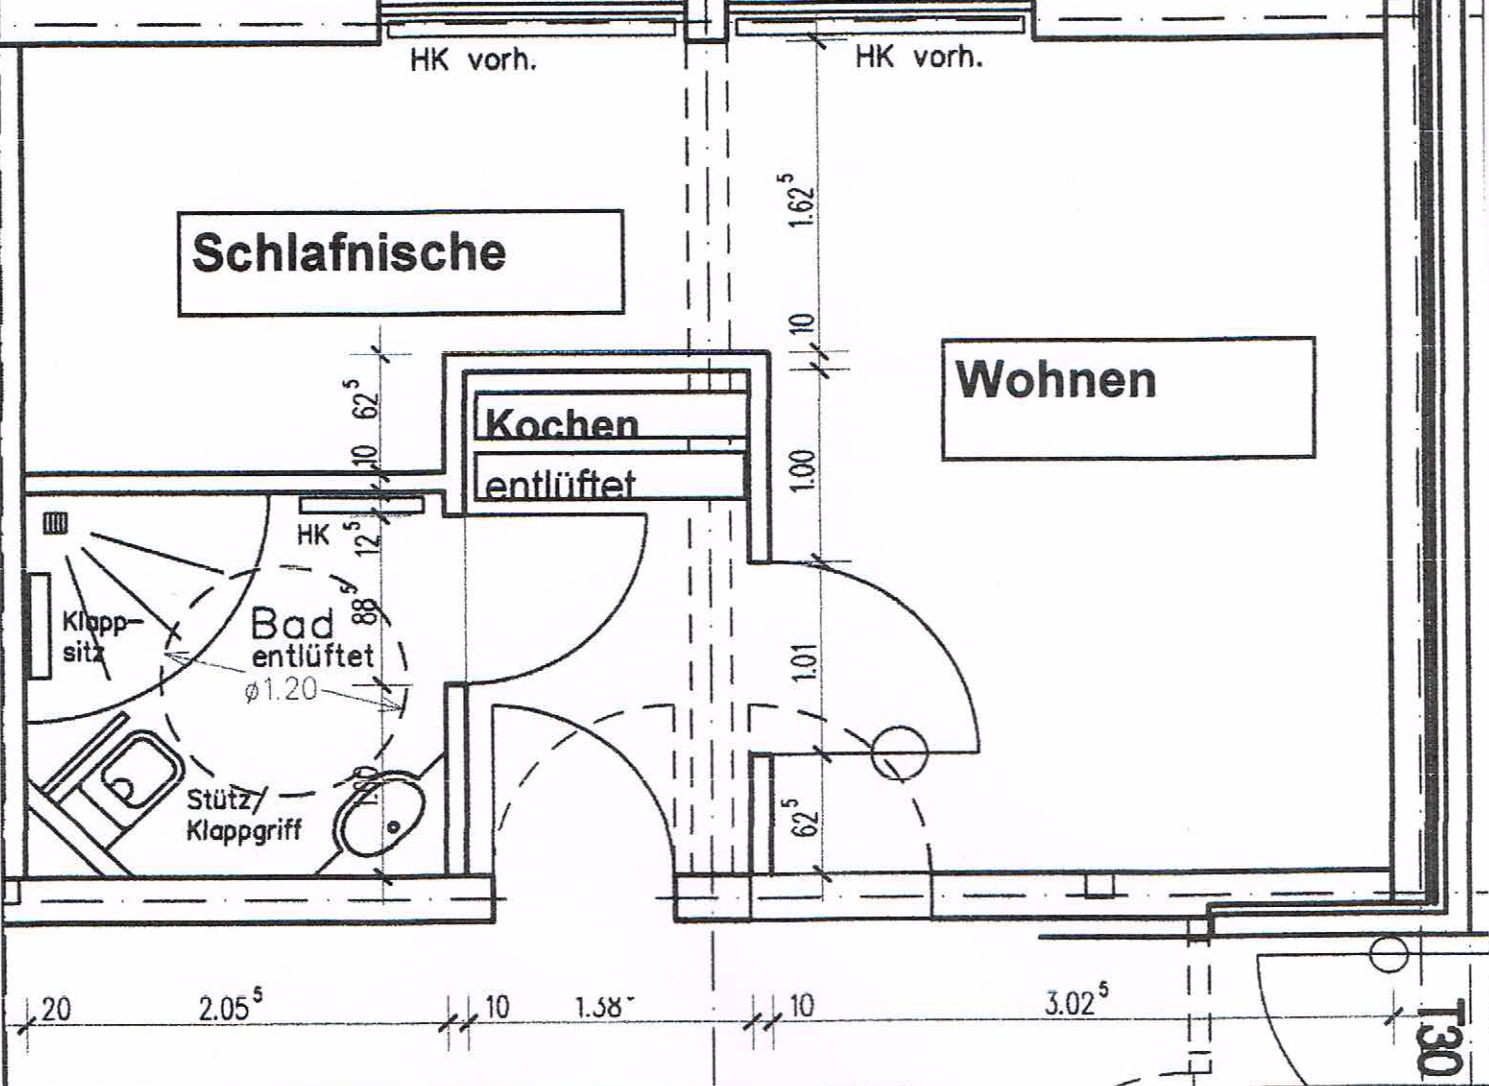 HK vorh.
HK vorh.
1.62⁵
Schlafnische
10
Wohnen
62⁵
10
Kochen
entlüftet
1.00
HK
12⁵
88⁵
Klapp-
sitz
Bad
entlüftet
ø1.20
1.01
Stütz/
Klappgriff
62⁵
20
2.05⁵
10
10
3.02⁵
T30